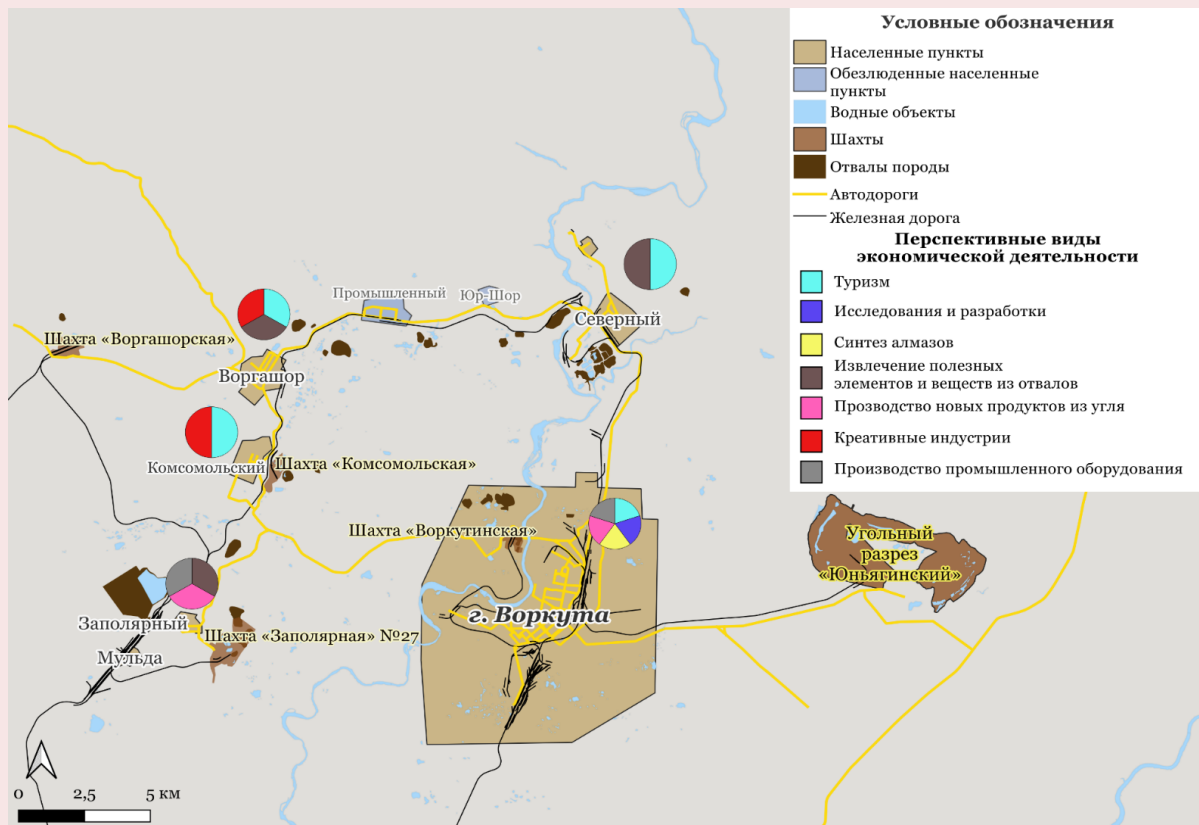 Условные обозначения
Населенные пункты
Обезлюденные населенные
пункты
Водные объекты
Шахты
Отвалы породы
Автодороги
Железная дорога
Перспективные виды
экономической деятельности
Туризм
Исследования и разработки
Синтез алмазов
Извлечение полезных
элементов и веществ из отвалов
Прозводство новых продуктов из угля
Креативные индустрии
Производство промышленного оборудования
Промышленный
Юр-Шор
Северный
Шахта «Воргашорская»
Воргашор
Комсомольский
Шахта «Комсомольская»
Шахта «Воркутинская»
Угольный
разрез
«Юньягинский»
г. Воркута
Заполярный
Шахта «Заполярная» №27
Мульда
0 2,5 5 км